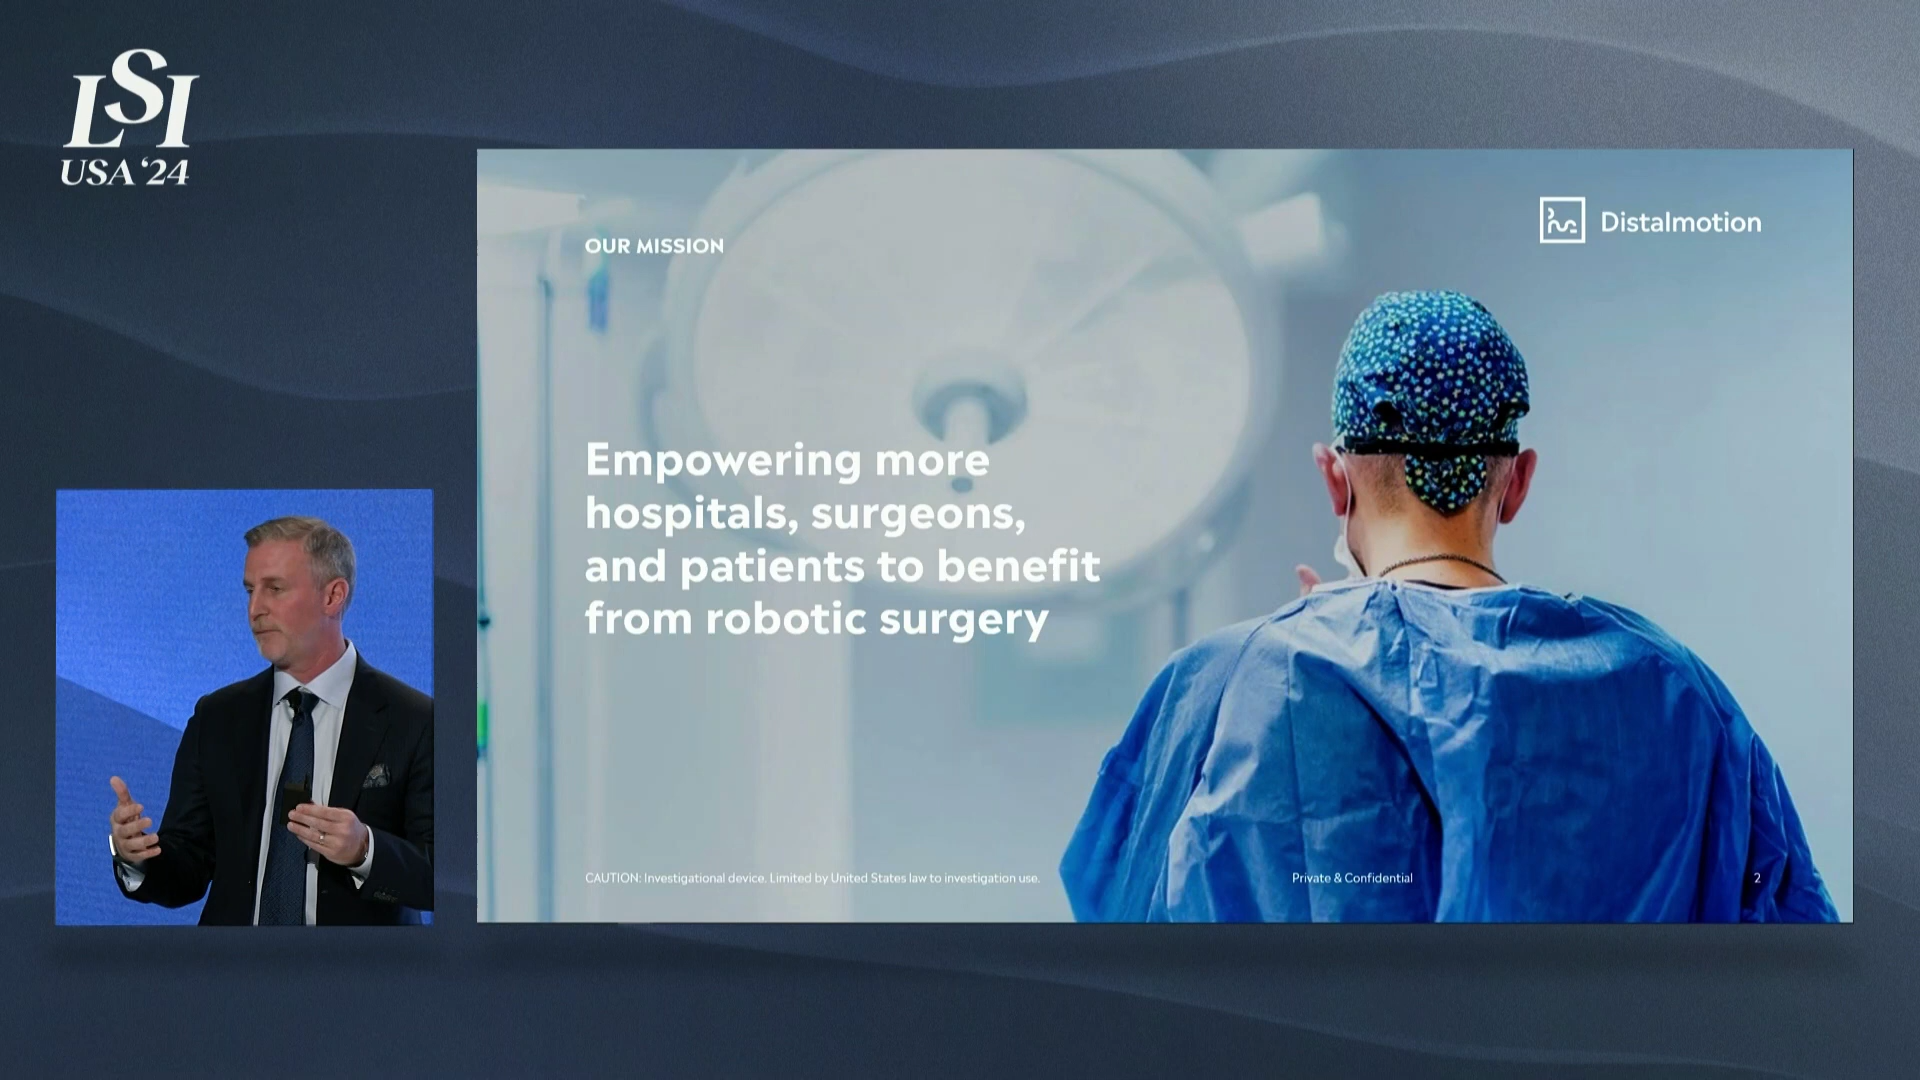 LSI
USA '24
OUR MISSION
Distalmotion
Empowering more
hospitals, surgeons,
and patients to benefit
from robotic surgery
CAUTION: Investigational device. Limited by United States law to investigation use.
Private & Confidential
2